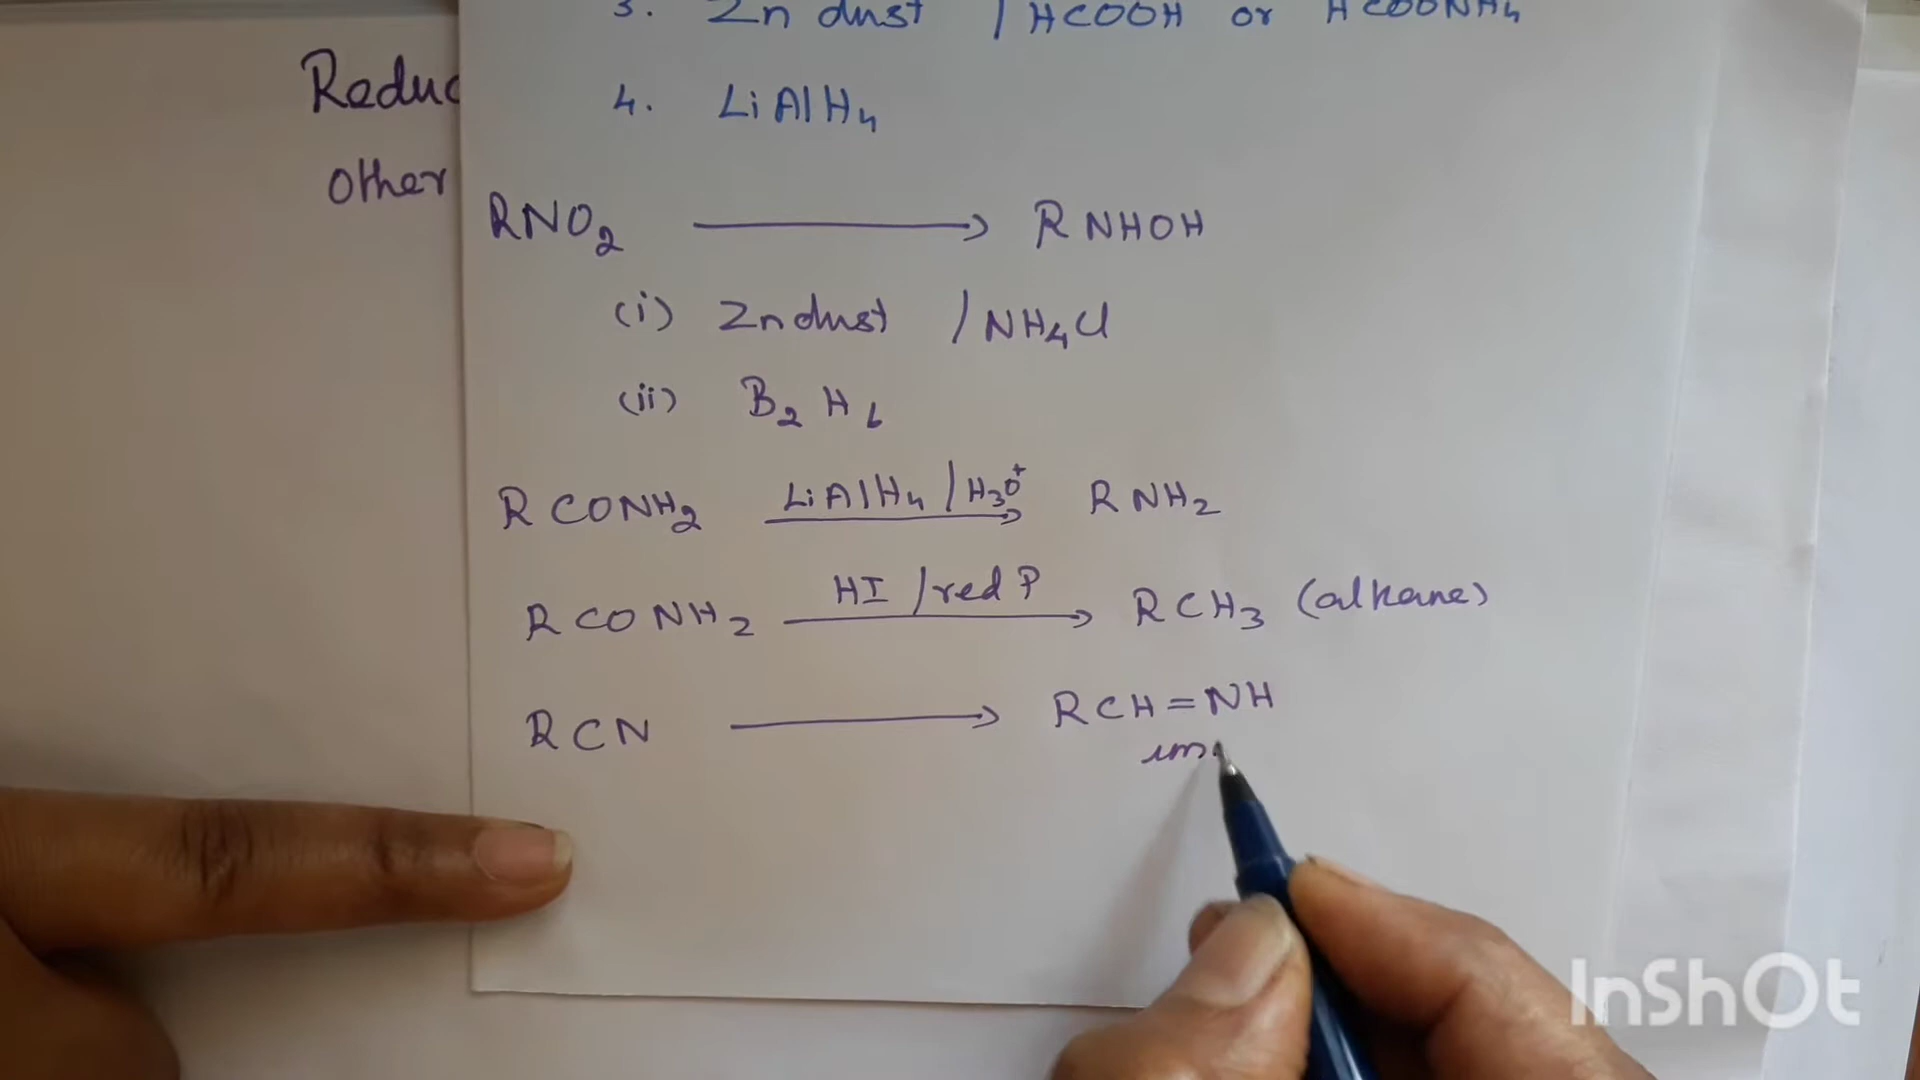 3. Zn dust / HCOOH or HCOONH4
Reduc
4. LiAlH4
other
RNO2 ⟶ RNHOH
(i) Zn dust / NH4Cl
(ii) B2H6
RCONH2 LiAlH4 / H3O+ ⟶ RNH2
RCONH2 HI / red P ⟶ RCH3 (alkane)
RCN ⟶ RCH=NH
imi
InShOt